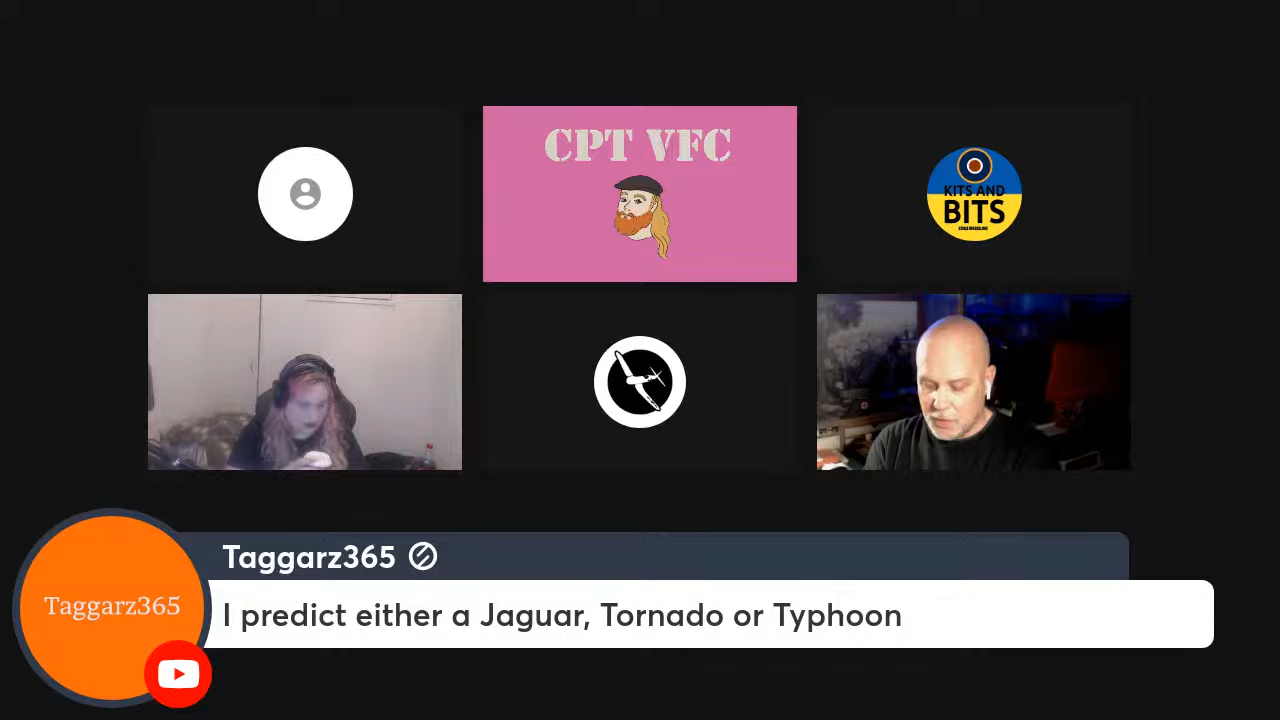 CPT VFC
KITS AND
BITS
Taggarz365
Taggarz365
I predict either a Jaguar, Tornado or Typhoon